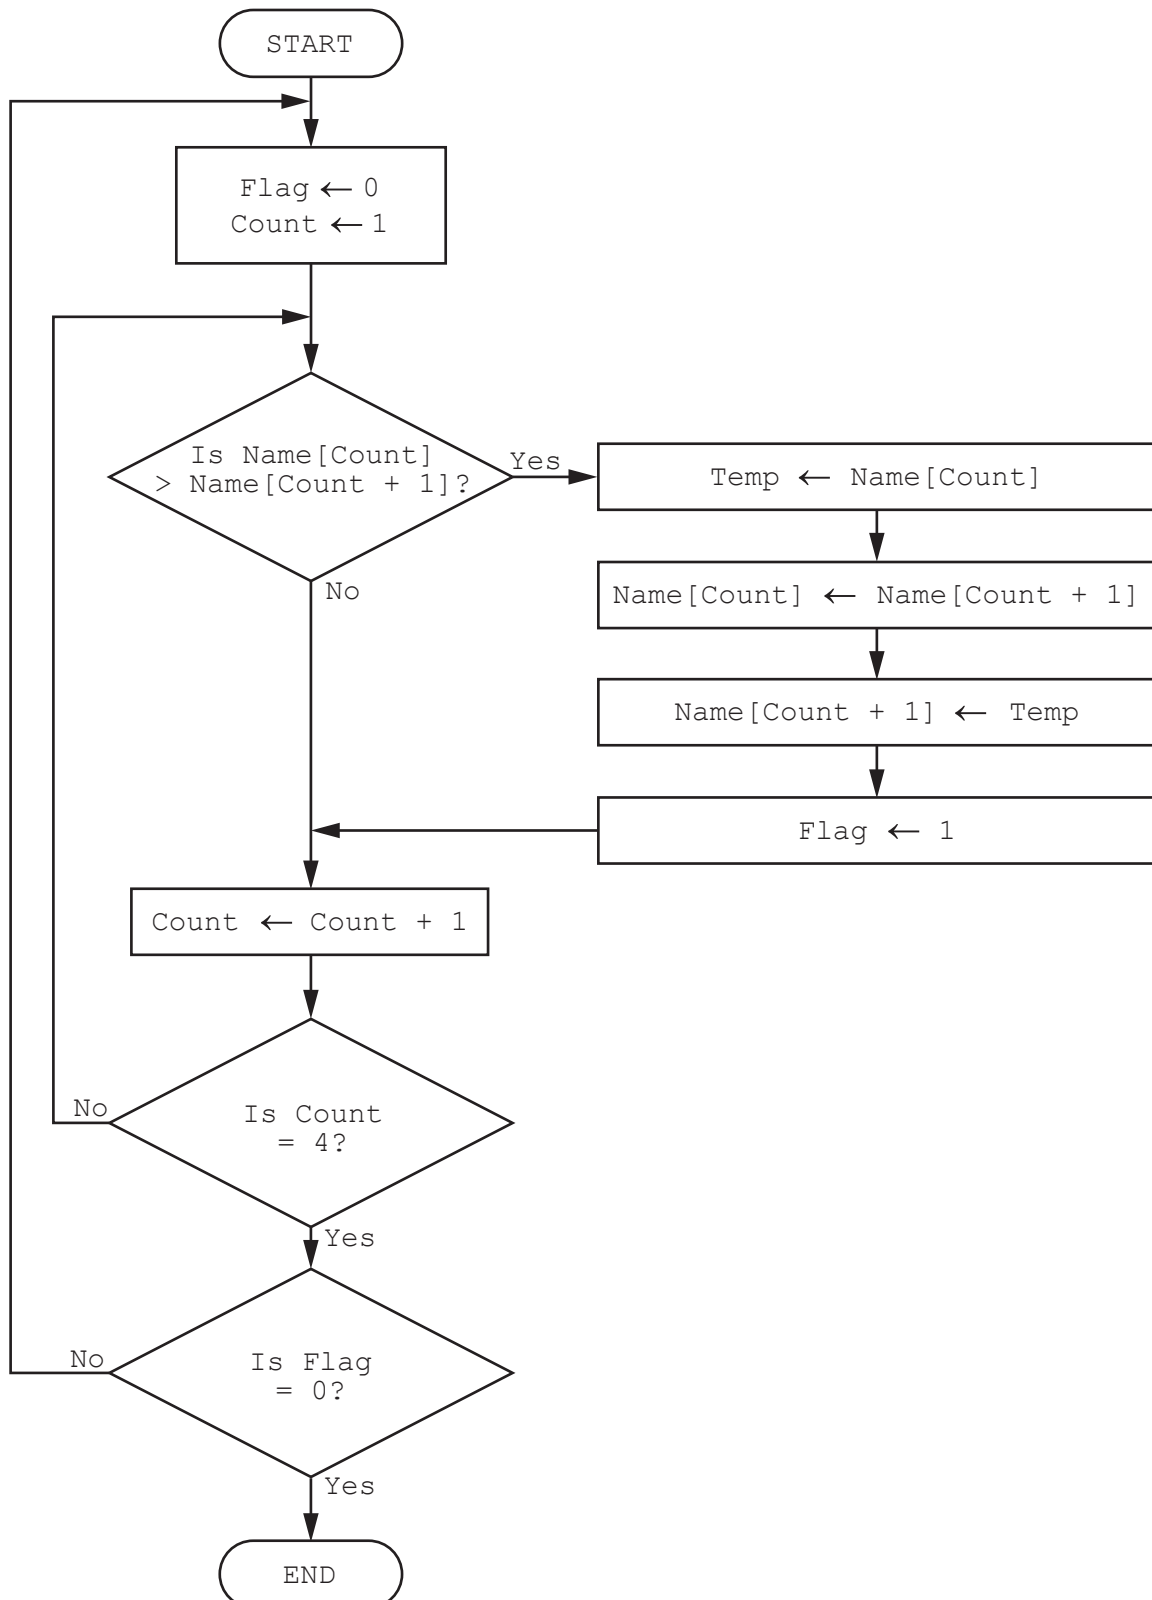 START
Flag ← 0
Count ← 1
Is Name[Count]
> Name[Count + 1]?
Yes
No
Temp ← Name[Count]
Name[Count] ← Name[Count + 1]
Name[Count + 1] ← Temp
Flag ← 1
Count ← Count + 1
Is Count
= 4?
No
Yes
Is Flag
= 0?
No
Yes
END